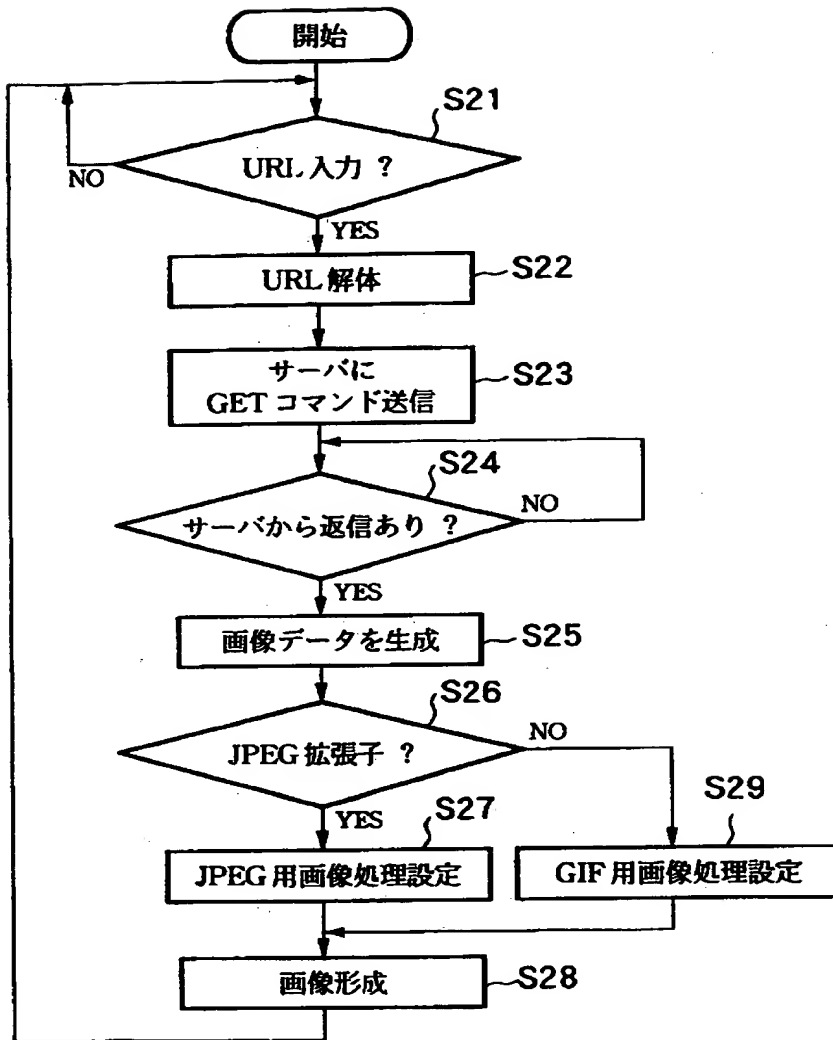 開始
S21
URL 入力 ?
NO
YES
URL 解体
S22
サーバに
GET コマンド送信
S23
S24
サーバから返信あり ?
NO
YES
画像データを生成
S25
S26
JPEG 拡張子 ?
NO
YES
S27
S29
JPEG 用画像処理設定
GIF 用画像処理設定
画像形成
S28